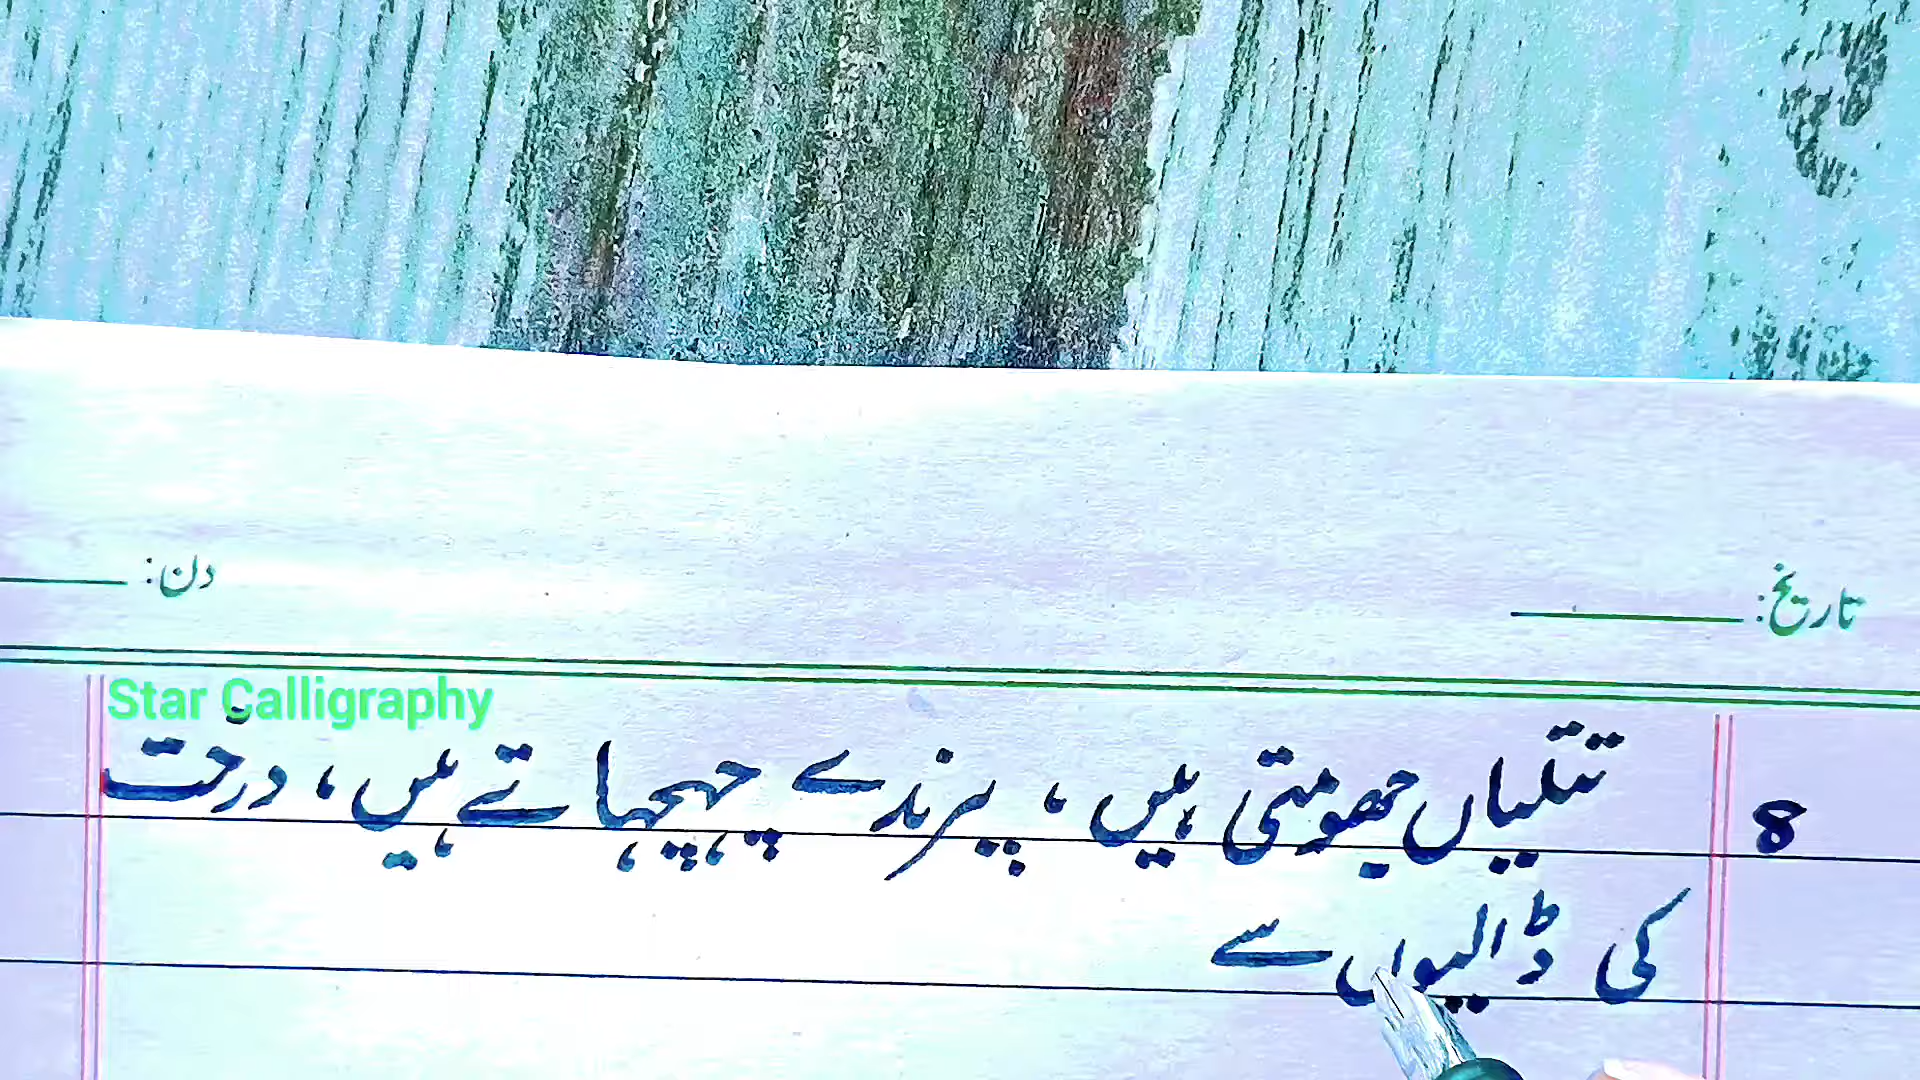 تاریخ: دن:
Star Calligraphy
8 تتلیاں جھومتی ہیں ، پرندے چہچہاتے ہیں ، درخت
کی ڈالیوں سے